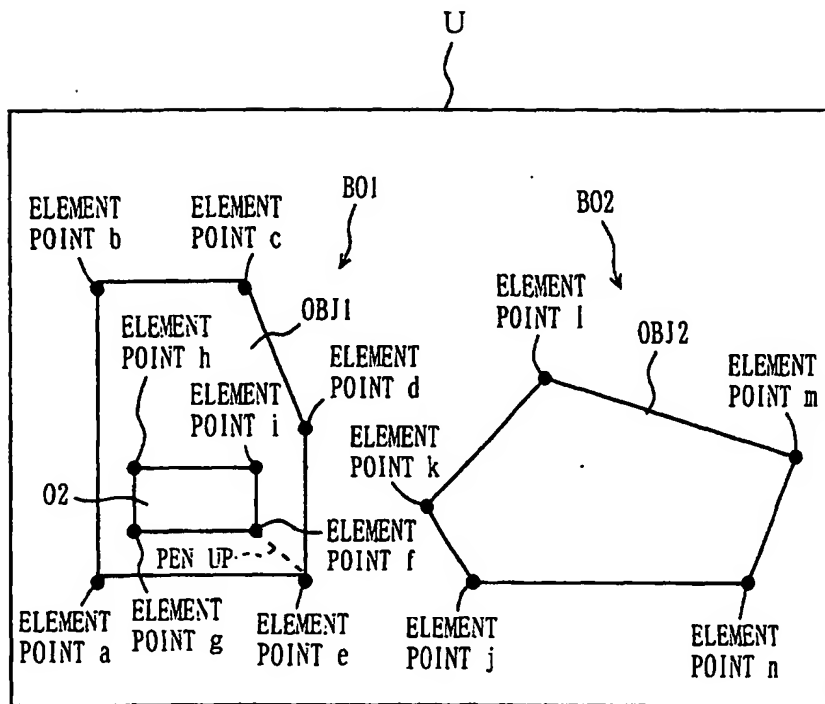 U
BO1
ELEMENT
POINT b
ELEMENT
POINT c
BO2
ELEMENT
POINT l
OBJ1
OBJ2
ELEMENT
POINT h
ELEMENT
POINT d
ELEMENT
POINT m
ELEMENT
POINT i
ELEMENT
POINT k
O2
PEN UP
ELEMENT
POINT f
ELEMENT
POINT a
ELEMENT
POINT g
ELEMENT
POINT e
ELEMENT
POINT j
ELEMENT
POINT n